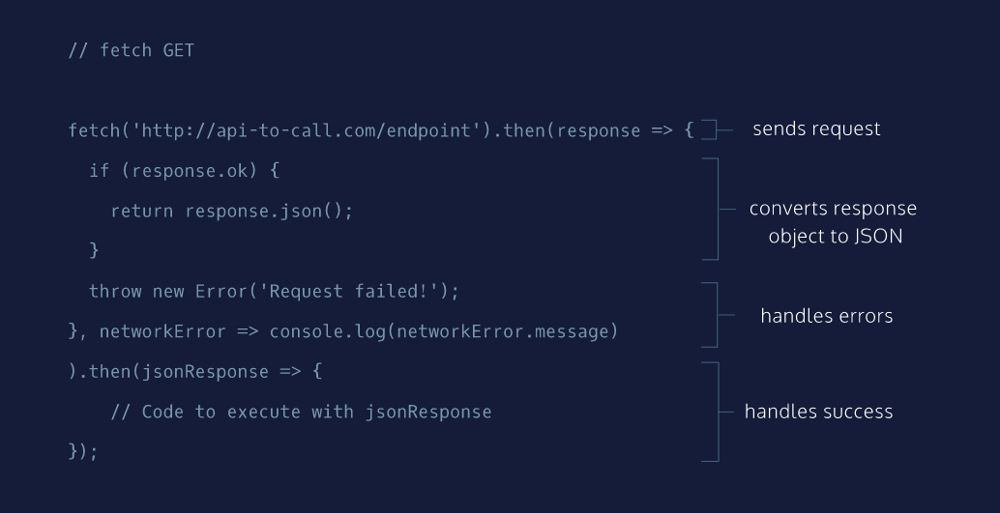 // fetch GET
fetch('http://api-to-call.com/endpoint').then(response => {
sends request
if (response.ok) {
return response.json();
}
converts response
object to JSON
throw new Error('Request failed!');
}, networkError => console.log(networkError.message)
handles errors
).then(jsonResponse => {
// Code to execute with jsonResponse
});
handles success